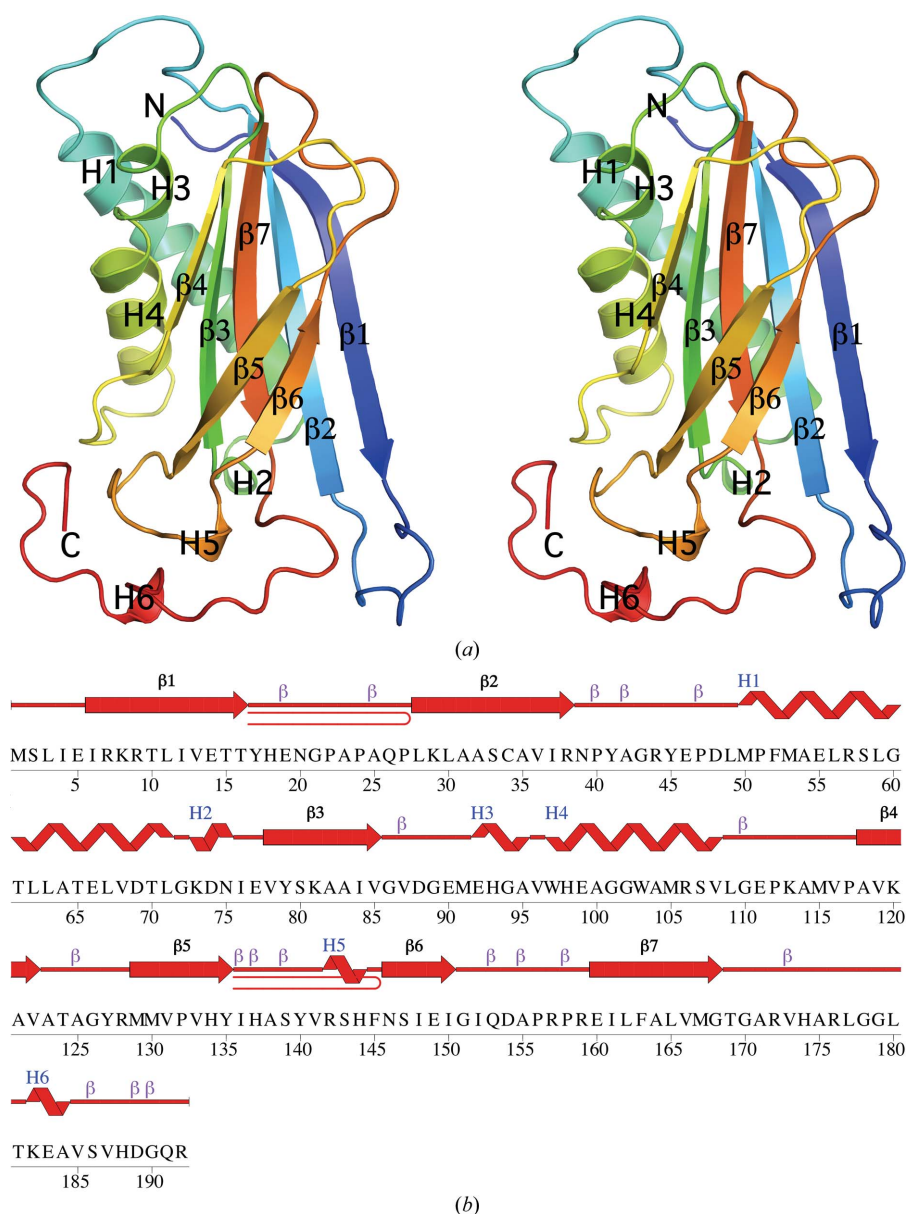 (a)
N
H1
H3
β7
β4
H4
β3
β1
β5
β6
β2
H2
H5
C
H6
N
H1
H3
β7
β4
H4
β3
β1
β5
β6
β2
H2
H5
C
H6
(a)
β1 β β β2 β β β H1
MSLIEIRKRTLIVETTYHENGPAPAQPLKLAASCAVIRNPYAGRYEPDLMPFMAELRSLG
5 10 15 20 25 30 35 40 45 50 55 60
H2 β3 β H3 H4 β β4
TLLATELVDTLGKDNIEVYSKAAIVGVDGEMEHGAVWHEAGGWAMRSVLGEPKAMVPAVK
65 70 75 80 85 90 95 100 105 110 115 120
β β5 β β β H5 β6 β β β β7 β
AVATAGYRMMVPVHYIHASYVRSHFNSIEIGIQDAPRPREILFALVMGTGARVHARLGGL
125 130 135 140 145 150 155 160 165 170 175 180
H6 β β β
TKEAVSVHDGQR
185 190
(b)